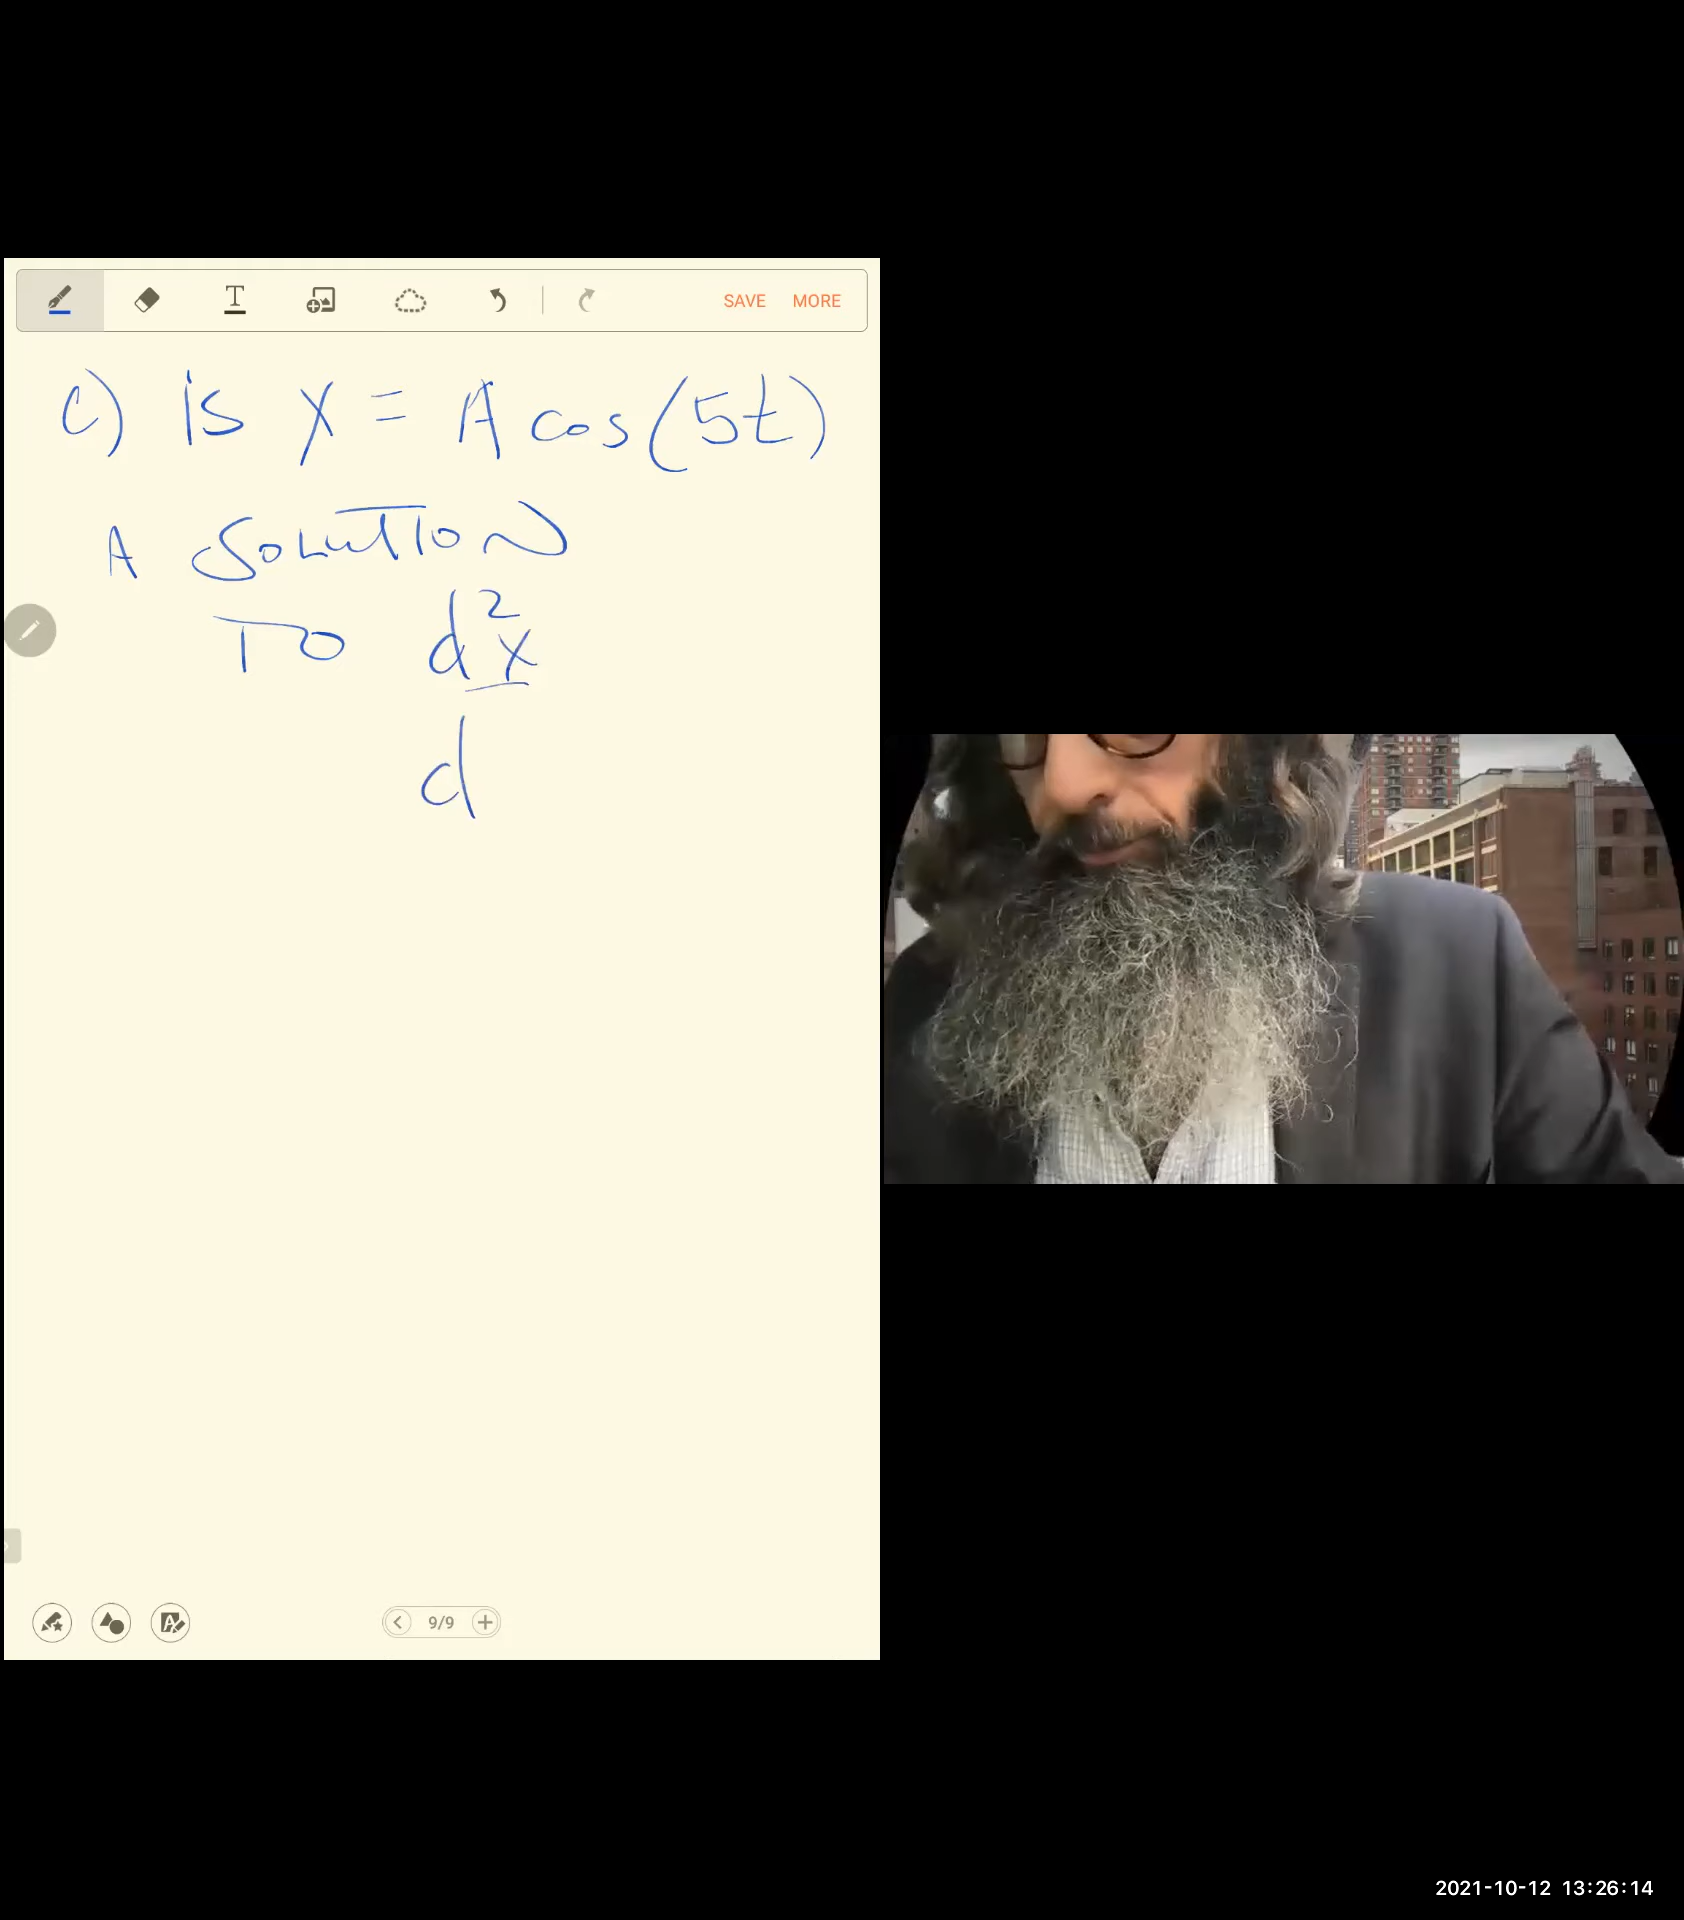 SAVE MORE
c) is x = A cos(5t)
A SOLUTION
TO d²x
d
9/9
2021-10-12 13:26:14